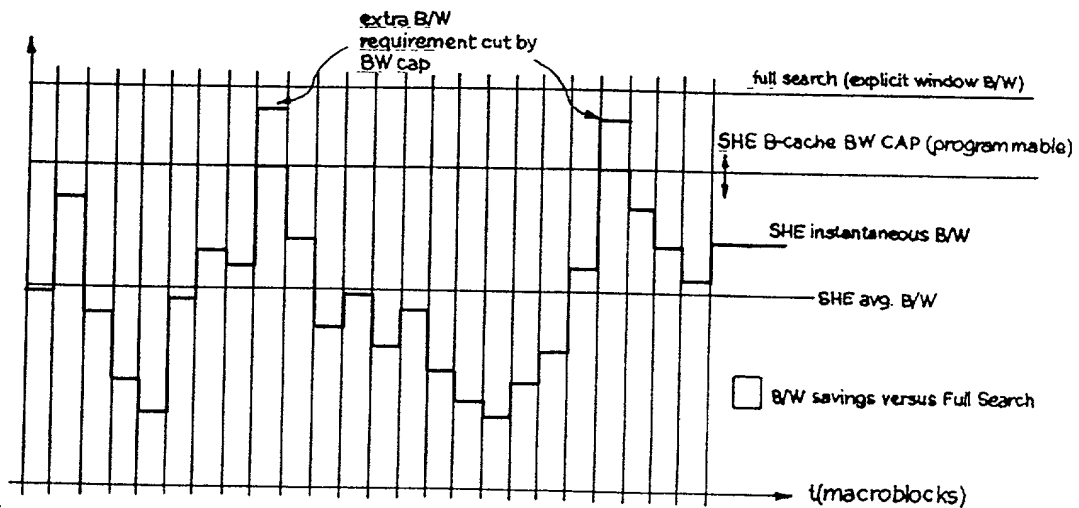 extra B/W
requirement cut by
BW cap
full search (explicit window B/W)
SHE B-cache BW CAP (programmable)
SHE instantaneous B/W
SHE avg. B/W
B/W savings versus Full Search
t(macroblocks)